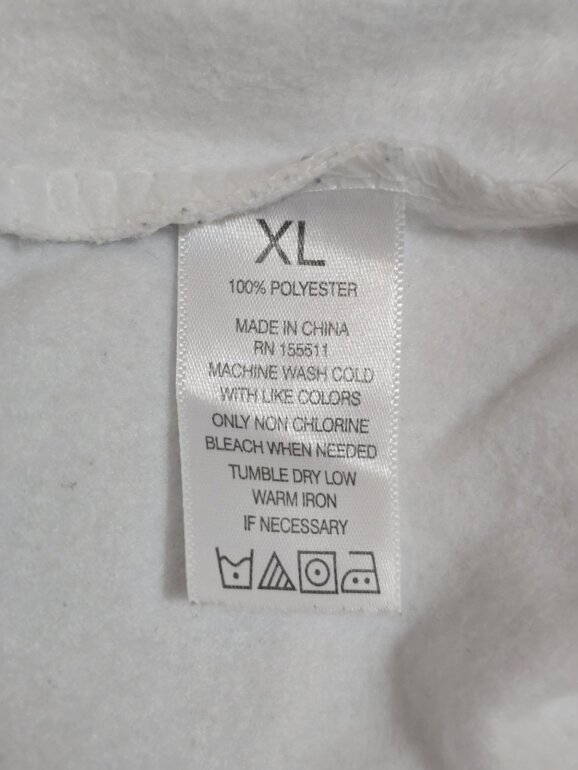 XL
100% POLYESTER
MADE IN CHINA
RN 155511
MACHINE WASH COLD
WITH LIKE COLORS
ONLY NON CHLORINE
BLEACH WHEN NEEDED
TUMBLE DRY LOW
WARM IRON
IF NECESSARY